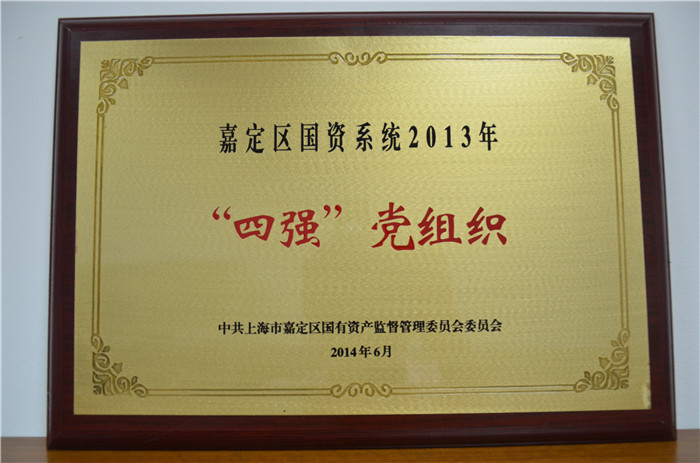 嘉定区国资系统2013年
“四强”党组织
中共上海市嘉定区国有资产监督管理委员会委员会
2014年6月